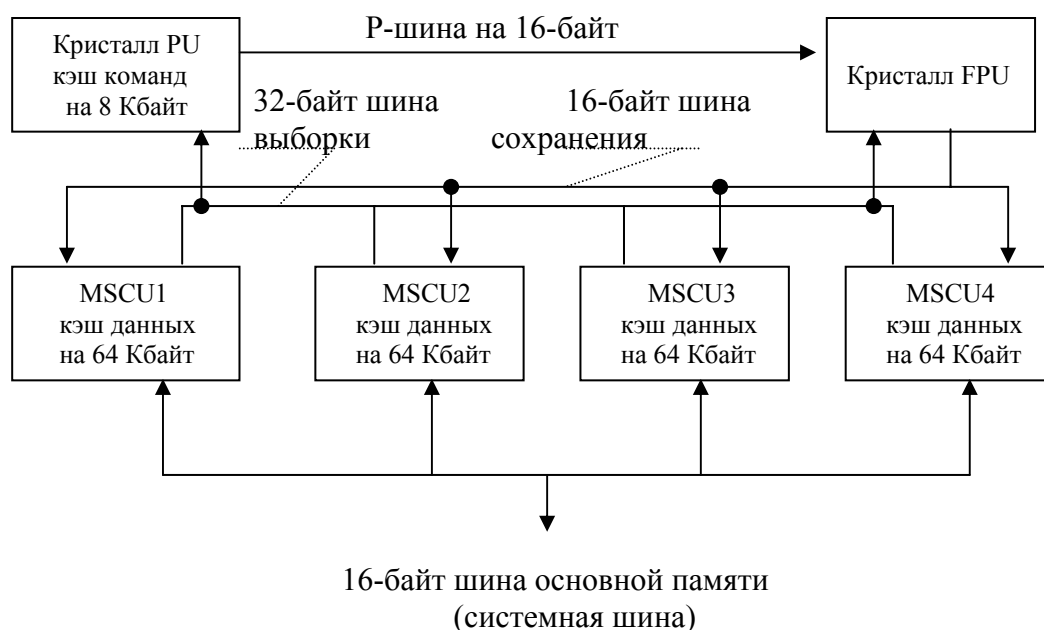 Р-шина на 16-байт
Кристалл PU
кэш команд
на 8 Кбайт
Кристалл FPU
32-байт шина
выборки
16-байт шина
сохранения
MSCU1
кэш данных
на 64 Кбайт
MSCU2
кэш данных
на 64 Кбайт
MSCU3
кэш данных
на 64 Кбайт
MSCU4
кэш данных
на 64 Кбайт
16-байт шина основной памяти
(системная шина)